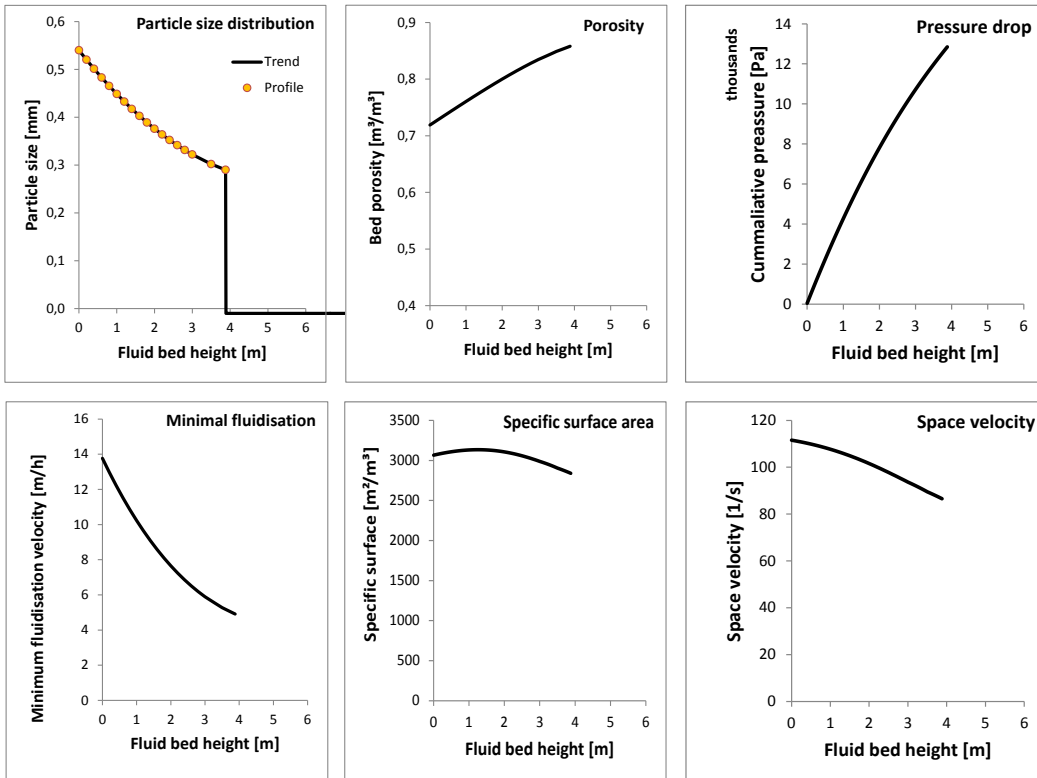 Particle size distribution
Trend
Profile
0,6
0,5
0,4
0,3
0,2
0,1
0,0
Particle size [mm]
0 1 2 3 4 5 6
Fluid bed height [m]
Porosity
0,9
0,8
0,7
0,6
0,5
0,4
Bed porosity [m³/m³]
0 1 2 3 4 5 6
Fluid bed height [m]
Pressure drop
thousands
Cummaliative preassure [Pa]
14
12
10
8
6
4
2
0
0 1 2 3 4 5 6
Fluid bed height [m]
Minimal fluidisation
16
14
12
10
8
6
4
2
0
Minimum fluidisation velocity [m/h]
0 1 2 3 4 5 6
Fluid bed height [m]
Specific surface area
3500
3000
2500
2000
1500
1000
500
0
Specific surface [m²/m³]
0 1 2 3 4 5 6
Fluid bed height [m]
Space velocity
120
100
80
60
40
20
0
Space velocity [1/s]
0 1 2 3 4 5 6
Fluid bed height [m]